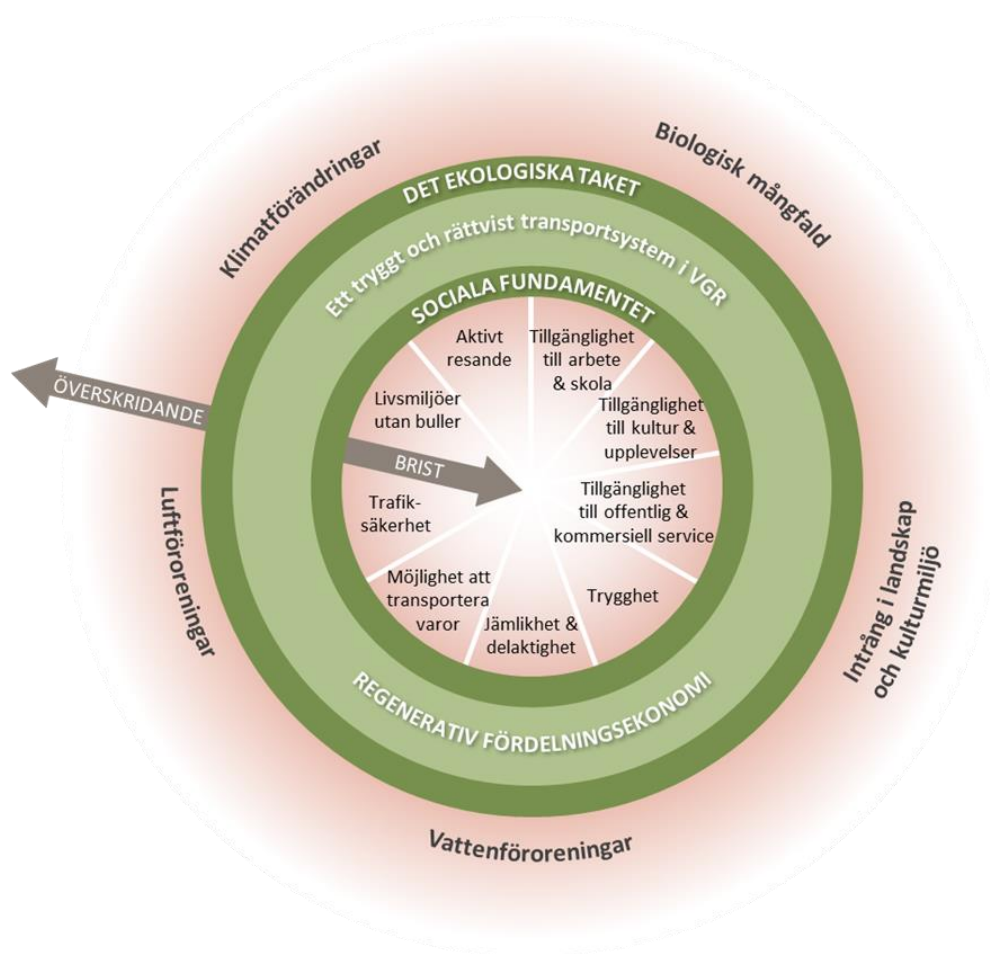 Klimatförändringar
Biologisk mångfald
DET EKOLOGISKA TAKET
Ett tryggt och rättvist transportsystem i VGR
SOCIALA FUNDAMENTET
Aktivt
resande
Tillgänglighet
till arbete
& skola
Livsmiljöer
utan buller
Tillgänglighet
till kultur &
upplevelser
ÖVERSKRIDANDE
BRIST
Trafik-
säkerhet
Tillgänglighet
till offentlig &
kommersiell service
Möjlighet att
transportera
varor
Jämlikhet &
delaktighet
Trygghet
Luftföroreningar
Intrång i landskap
och kulturmiljö
REGENERATIV FÖRDELNINGSEKONOMI
Vattenföroreningar